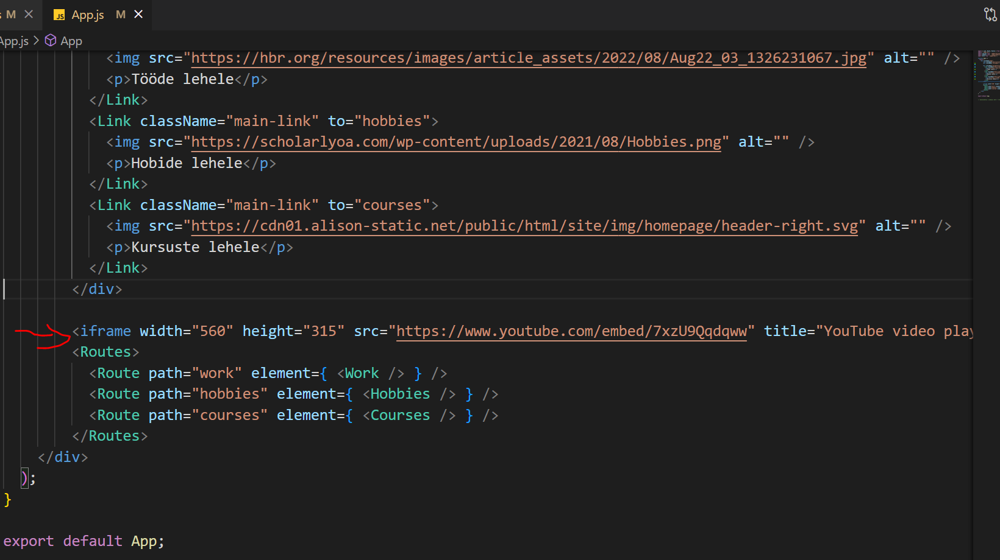 s M
JS App.js M
App.js > App
<img src="https://hbr.org/resources/images/article_assets/2022/08/Aug22_03_1326231067.jpg" alt="" />
<p>Tööde lehele</p>
</Link>
<Link className="main-link" to="hobbies">
<img src="https://scholarlyoa.com/wp-content/uploads/2021/08/Hobbies.png" alt="" />
<p>Hobide lehele</p>
</Link>
<Link className="main-link" to="courses">
<img src="https://cdn01.alison-static.net/public/html/site/img/homepage/header-right.svg" alt="" />
<p>Kursuste lehele</p>
</Link>
</div>
<iframe width="560" height="315" src="https://www.youtube.com/embed/7xzU9Qqdqww" title="YouTube video play
<Routes>
<Route path="work" element={ <Work /> } />
<Route path="hobbies" element={ <Hobbies /> } />
<Route path="courses" element={ <Courses /> } />
</Routes>
</div>
);
}
export default App;